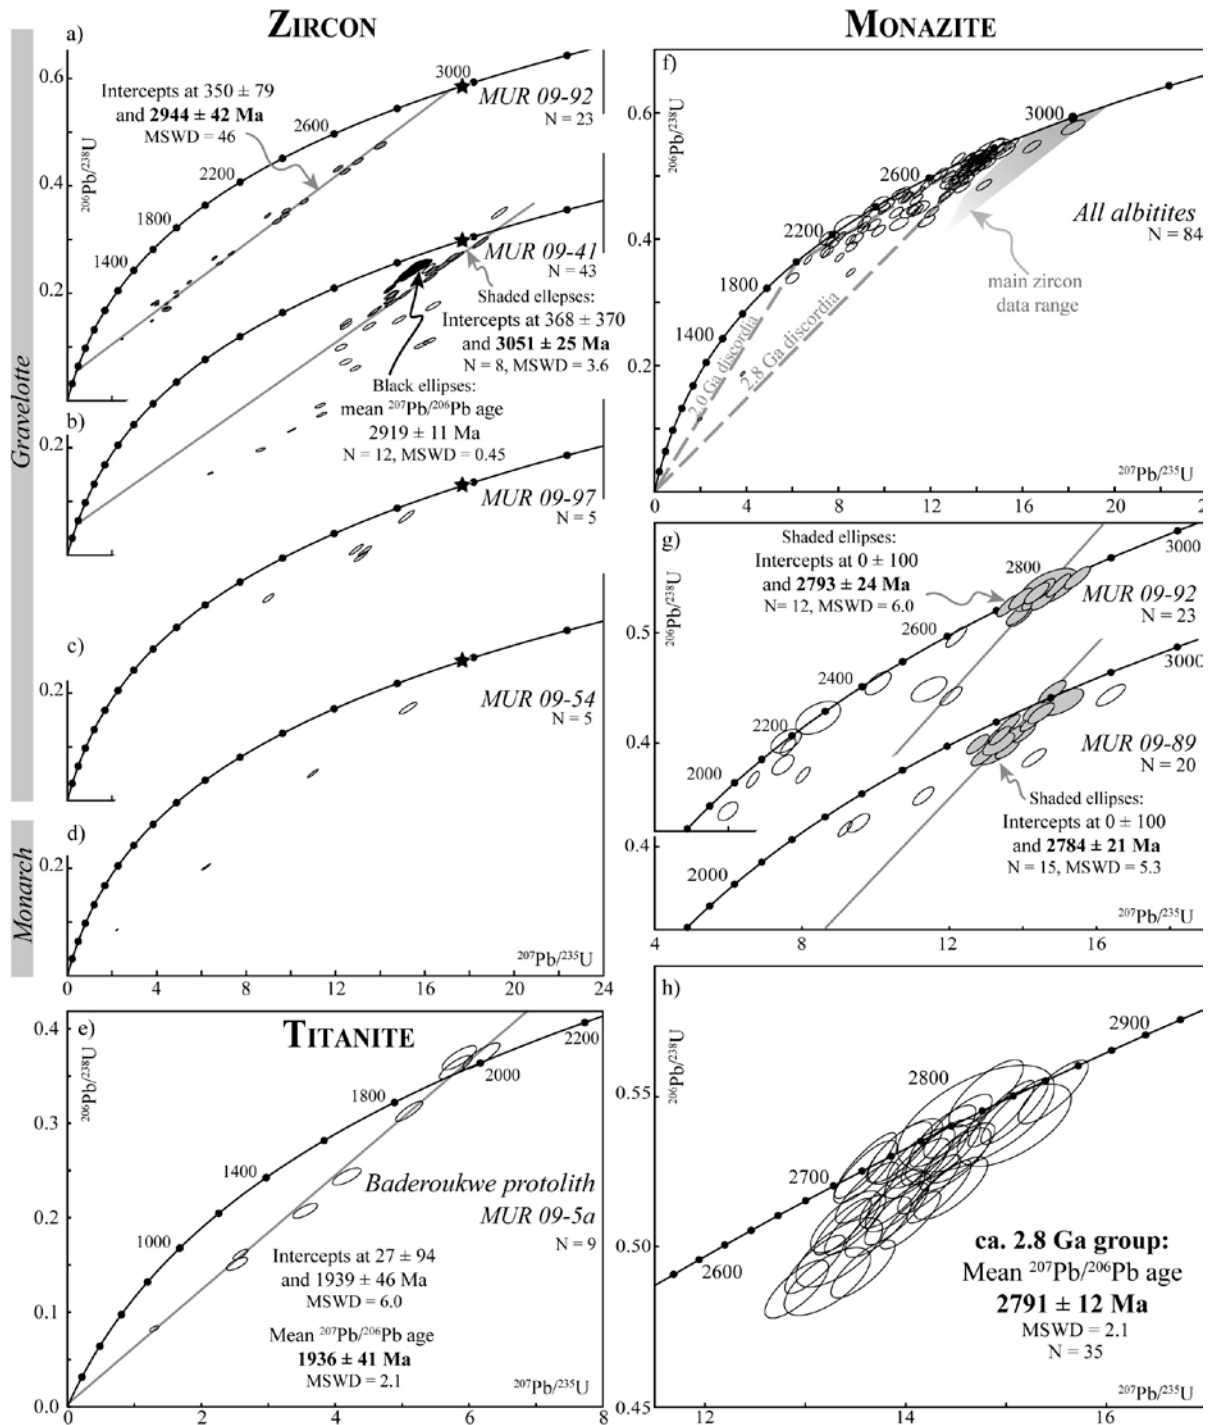 ZIRCON
Gravelotte
Monarch
a)
0.6
0.4
0.2
²⁰⁶Pb/²³⁸U
Intercepts at 350 ± 79
and 2944 ± 42 Ma
MSWD = 46
1400
1800
2200
2600
3000
MUR 09-92
N = 23
b)
0.2
MUR 09-41
N = 43
Shaded ellepses:
Intercepts at 368 ± 370
and 3051 ± 25 Ma
N = 8, MSWD = 3.6
Black ellipses:
mean ²⁰⁷Pb/²⁰⁶Pb age
2919 ± 11 Ma
N = 12, MSWD = 0.45
MUR 09-97
N = 5
c)
0.2
MUR 09-54
N = 5
d)
0.2
²⁰⁷Pb/²³⁵U
0 4 8 12 16 20 24
TITANITE
e)
0.4
0.3
0.2
0.1
0.0
²⁰⁶Pb/²³⁸U
1000
1400
1800
2000
2200
Baderoukwe protolith
MUR 09-5a
N = 9
Intercepts at 27 ± 94
and 1939 ± 46 Ma
MSWD = 6.0
Mean ²⁰⁷Pb/²⁰⁶Pb age
1936 ± 41 Ma
MSWD = 2.1
²⁰⁷Pb/²³⁵U
0 2 4 6 8
MONAZITE
f)
0.6
0.4
0.2
²⁰⁶Pb/²³⁸U
1400
1800
2200
2600
3000
All albitites
N = 84
main zircon
data range
2.0 Ga discordia
2.8 Ga discordia
²⁰⁷Pb/²³⁵U
0 4 8 12 16 20 24
g)
0.5
0.4
0.4
²⁰⁶Pb/²³⁸U
Shaded ellipses:
Intercepts at 0 ± 100
and 2793 ± 24 Ma
N= 12, MSWD = 6.0
2000
2200
2400
2600
2800
3000
MUR 09-92
N = 23
2000
3000
MUR 09-89
N = 20
Shaded ellipses:
Intercepts at 0 ± 100
and 2784 ± 21 Ma
N = 15, MSWD = 5.3
²⁰⁷Pb/²³⁵U
4 8 12 16
h)
0.55
0.50
0.45
²⁰⁶Pb/²³⁸U
2600
2700
2800
2900
ca. 2.8 Ga group:
Mean ²⁰⁷Pb/²⁰⁶Pb age
2791 ± 12 Ma
MSWD = 2.1
N = 35
²⁰⁷Pb/²³⁵U
12 14 16